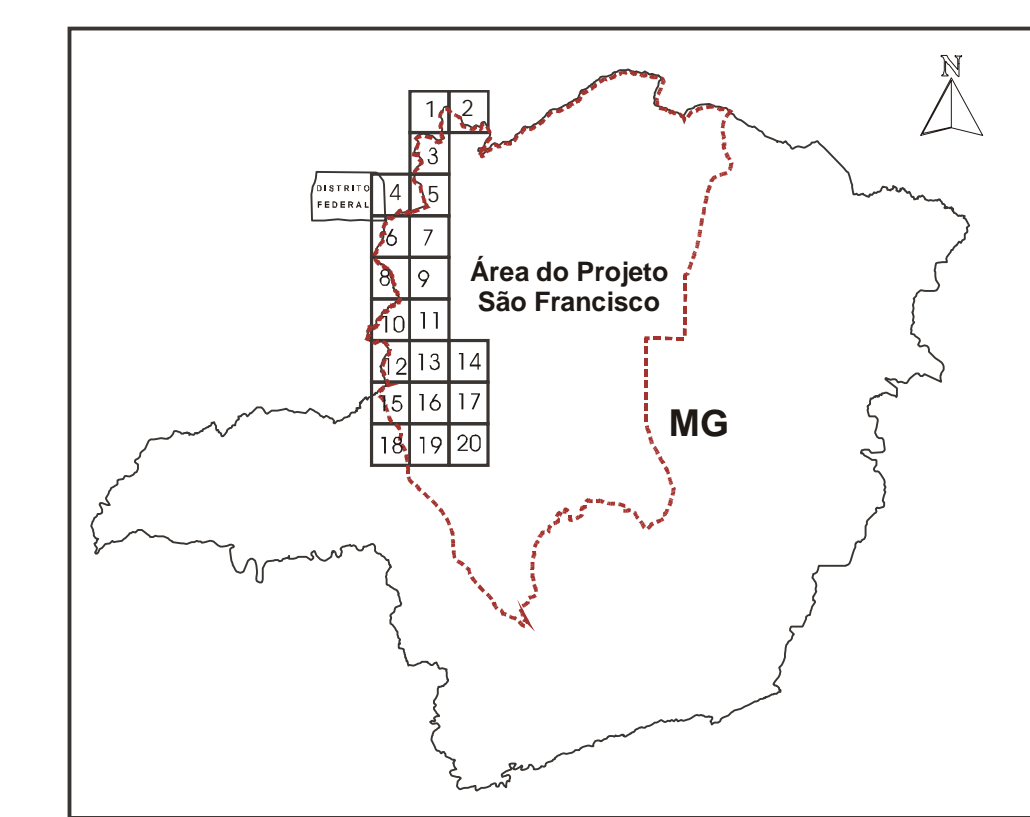 N
1 2
3
DISTRITO
FEDERAL
4 5
6 7
8 9
Área do Projeto
São Francisco
10 11
12 13 14
15 16 17
MG
18 19 20